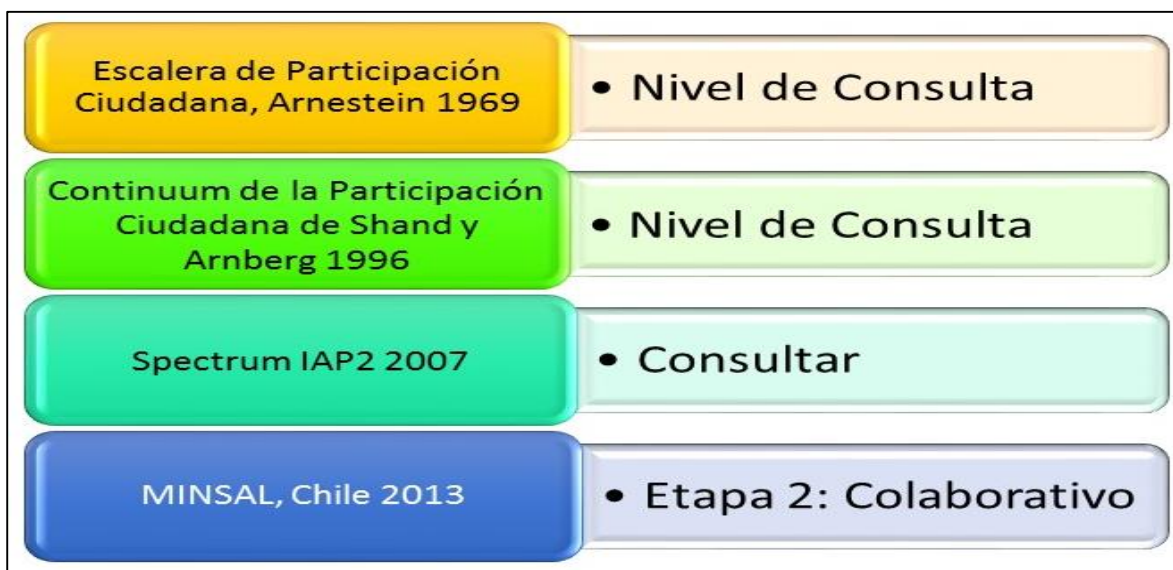 Escalera de Participación
Ciudadana, Arnestein 1969
• Nivel de Consulta
Continuum de la Participación
Ciudadana de Shand y
Arnberg 1996
• Nivel de Consulta
Spectrum IAP2 2007
• Consultar
MINSAL, Chile 2013
• Etapa 2: Colaborativo